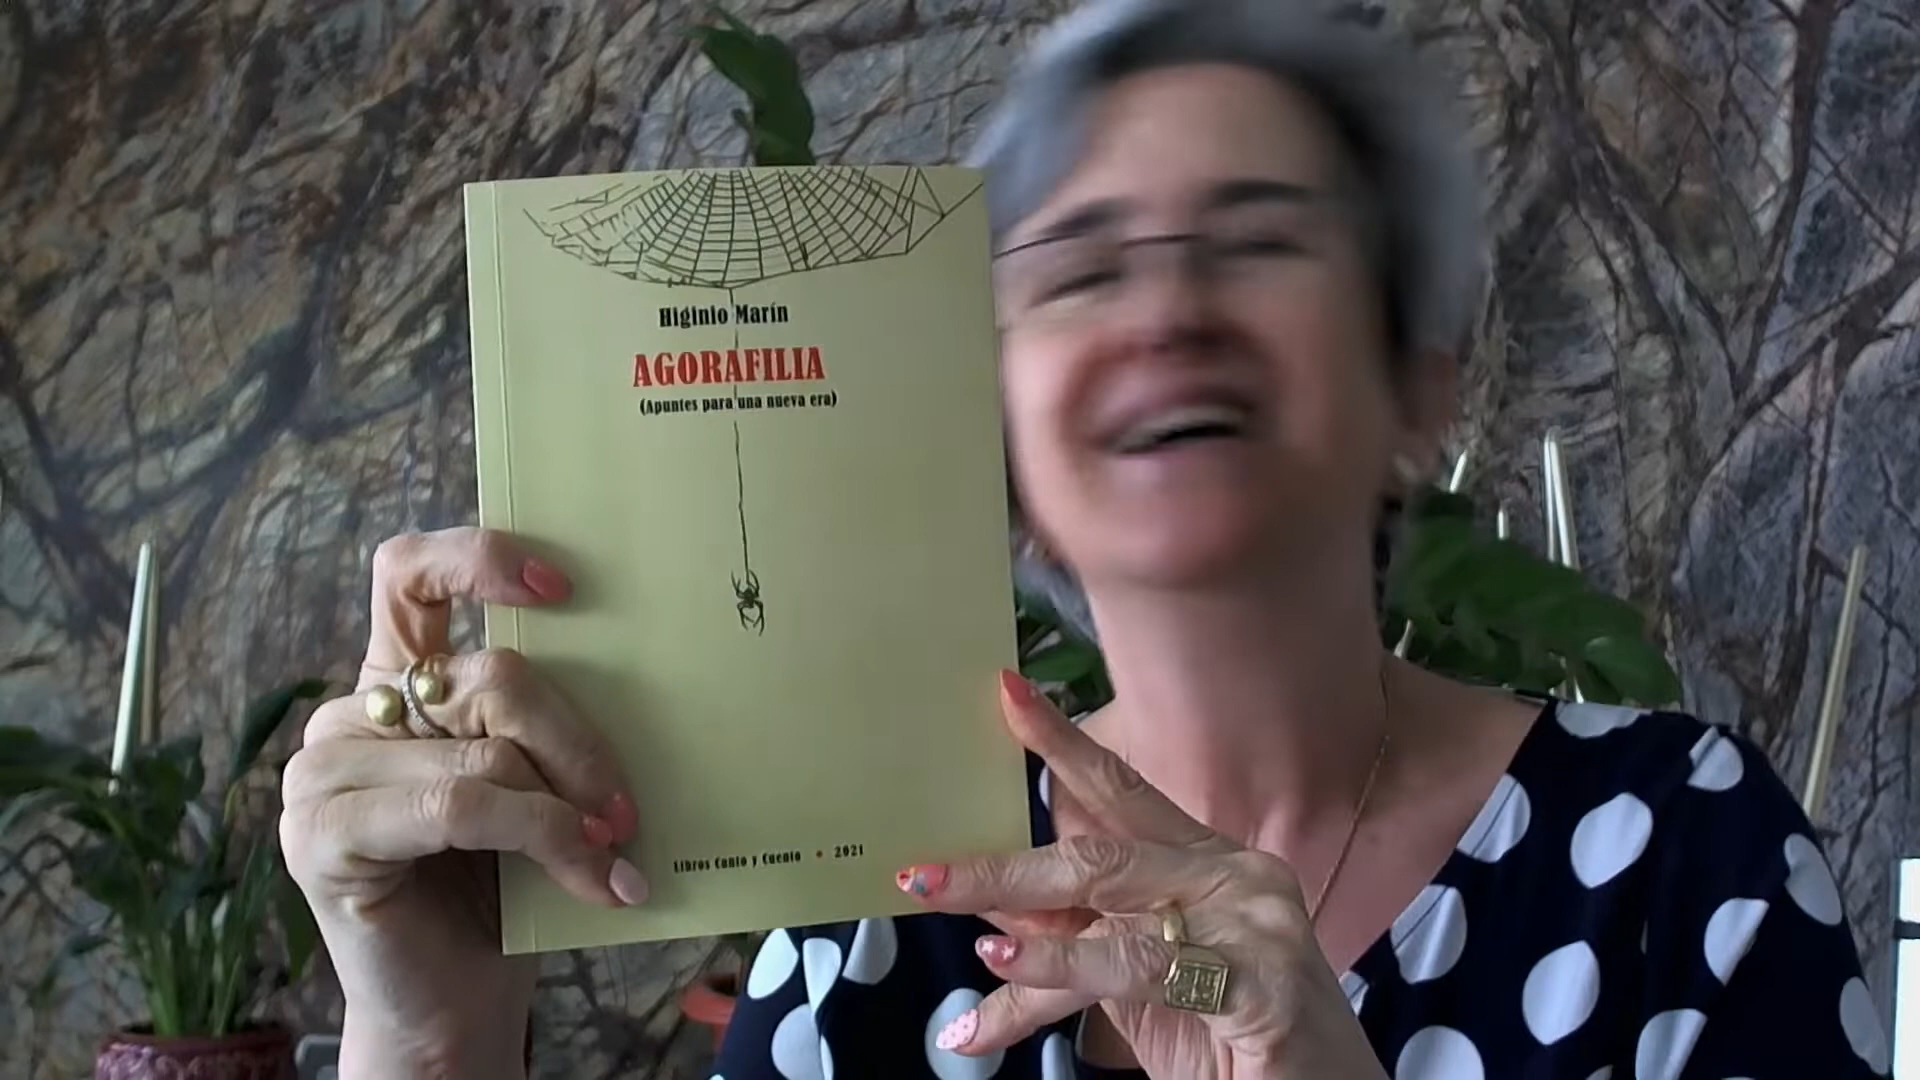 Higinio Marín
AGORAFILIA
(Apuntes para una nueva era)
Libros Canto y Cuento • 2021